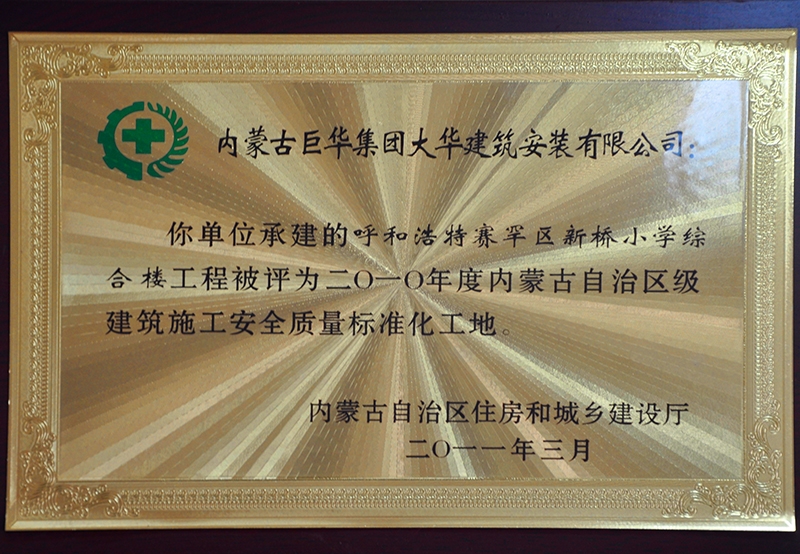 内蒙古巨华集团大华建筑安装有限公司：
你单位承建的呼和浩特赛罕区新桥小学综
合楼工程被评为二〇一〇年度内蒙古自治区级
建筑施工安全质量标准化工地。
内蒙古自治区住房和城乡建设厅
二〇一一年三月